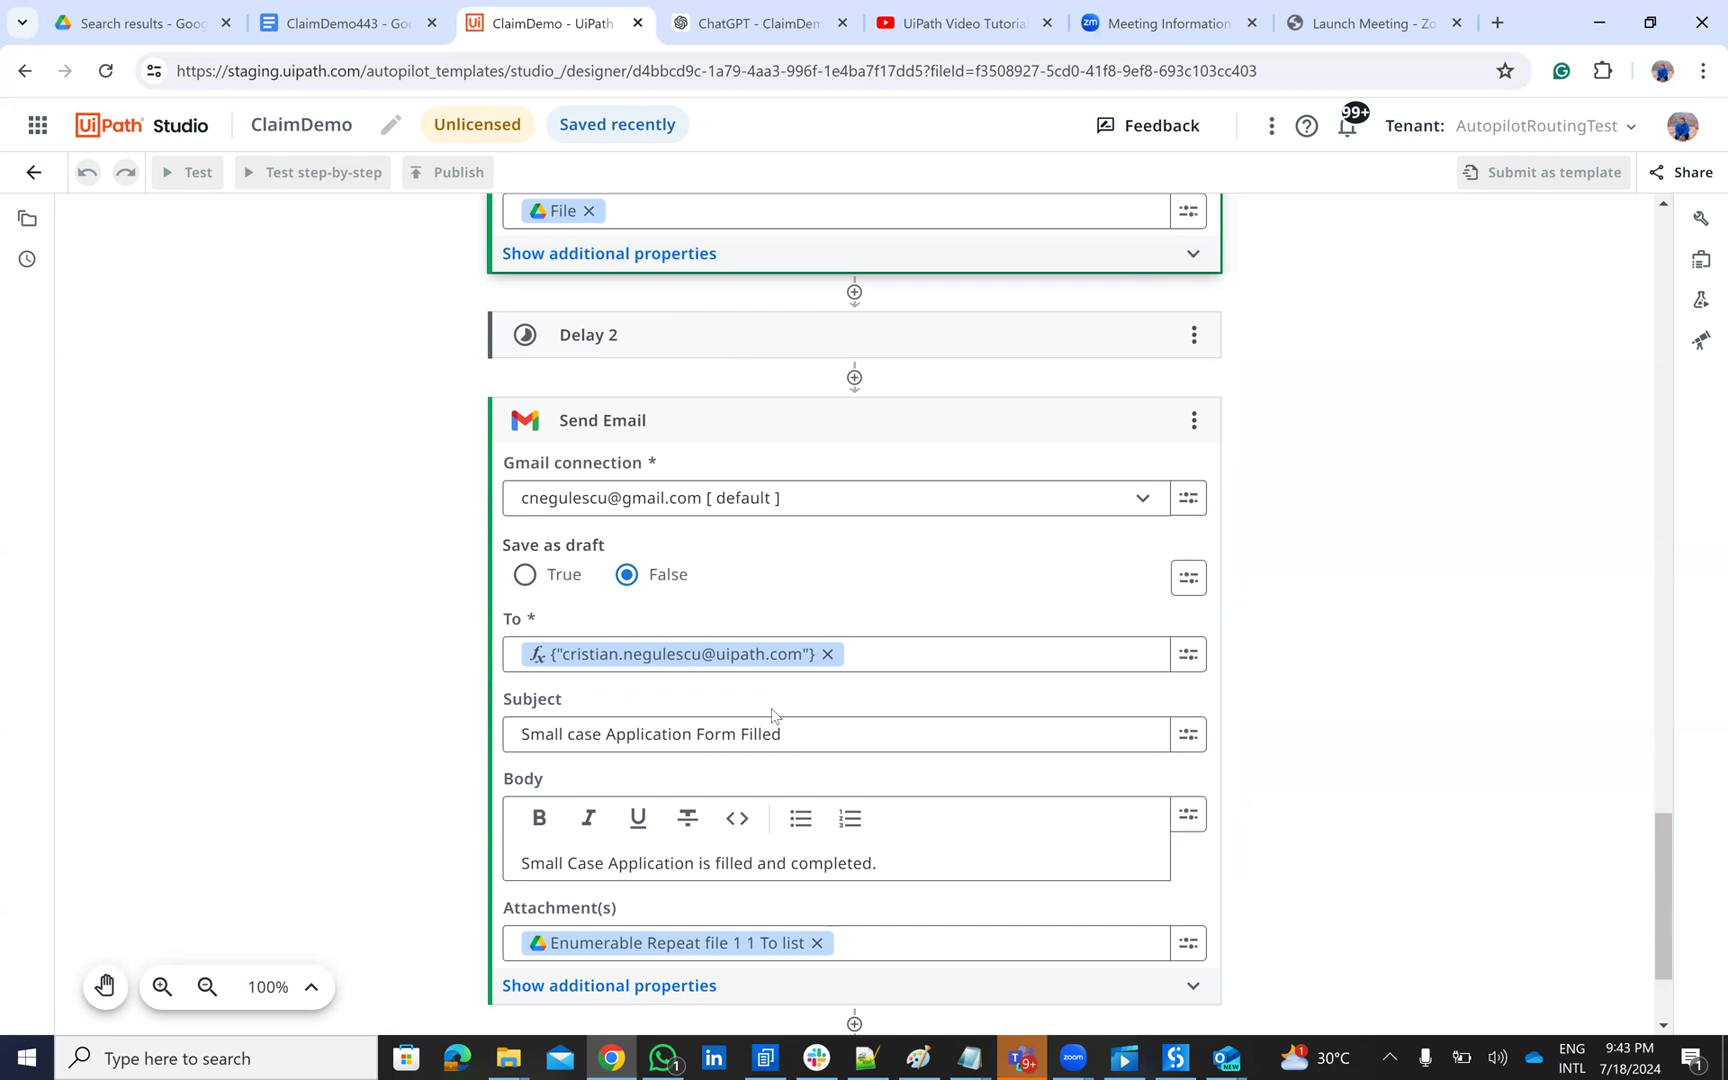 Search results - Goog
ClaimDemo443 - Goo
ClaimDemo - UiPath
ChatGPT - ClaimDem
UiPath Video Tutorial
Meeting Information
Launch Meeting - Zo
https://staging.uipath.com/autopilot_templates/studio_/designer/d4bbcd9c-1a79-4aa3-996f-1e4ba7f17dd5?fileId=f3508927-5cd0-41f8-9ef8-693c103cc403
UiPath Studio
ClaimDemo
Unlicensed
Saved recently
Feedback
99+
Tenant: AutopilotRoutingTest
Test
Test step-by-step
Publish
Submit as template
Share
File
Show additional properties
Delay 2
Send Email
Gmail connection *
cnegulescu@gmail.com [ default ]
Save as draft
True
False
To *
fx {"cristian.negulescu@uipath.com"}
Subject
Small case Application Form Filled
Body
B I U
Small Case Application is filled and completed.
Attachment(s)
Enumerable Repeat file 1 1 To list
Show additional properties
100%
Type here to search
30°C
ENG
INTL
9:43 PM
7/18/2024